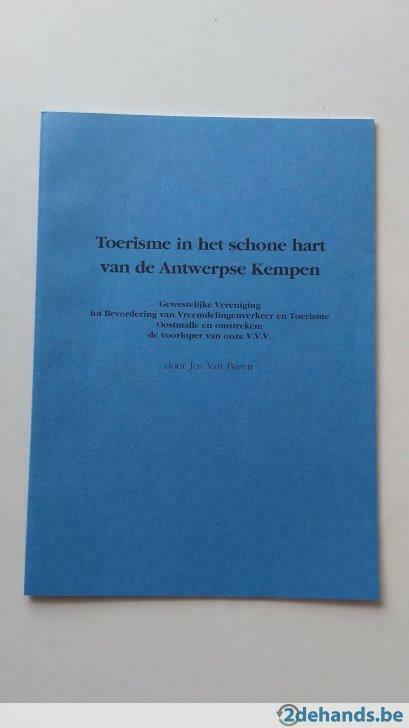 Toerisme in het schone hart
van de Antwerpse Kempen
Gewestelijke Vereniging
tot Bevordering van Vreemdelingenverkeer en Toerisme
Oostmalle en omstreken:
de voorloper van onze V.V.V.
door Jos Van Breen
2dehands.be